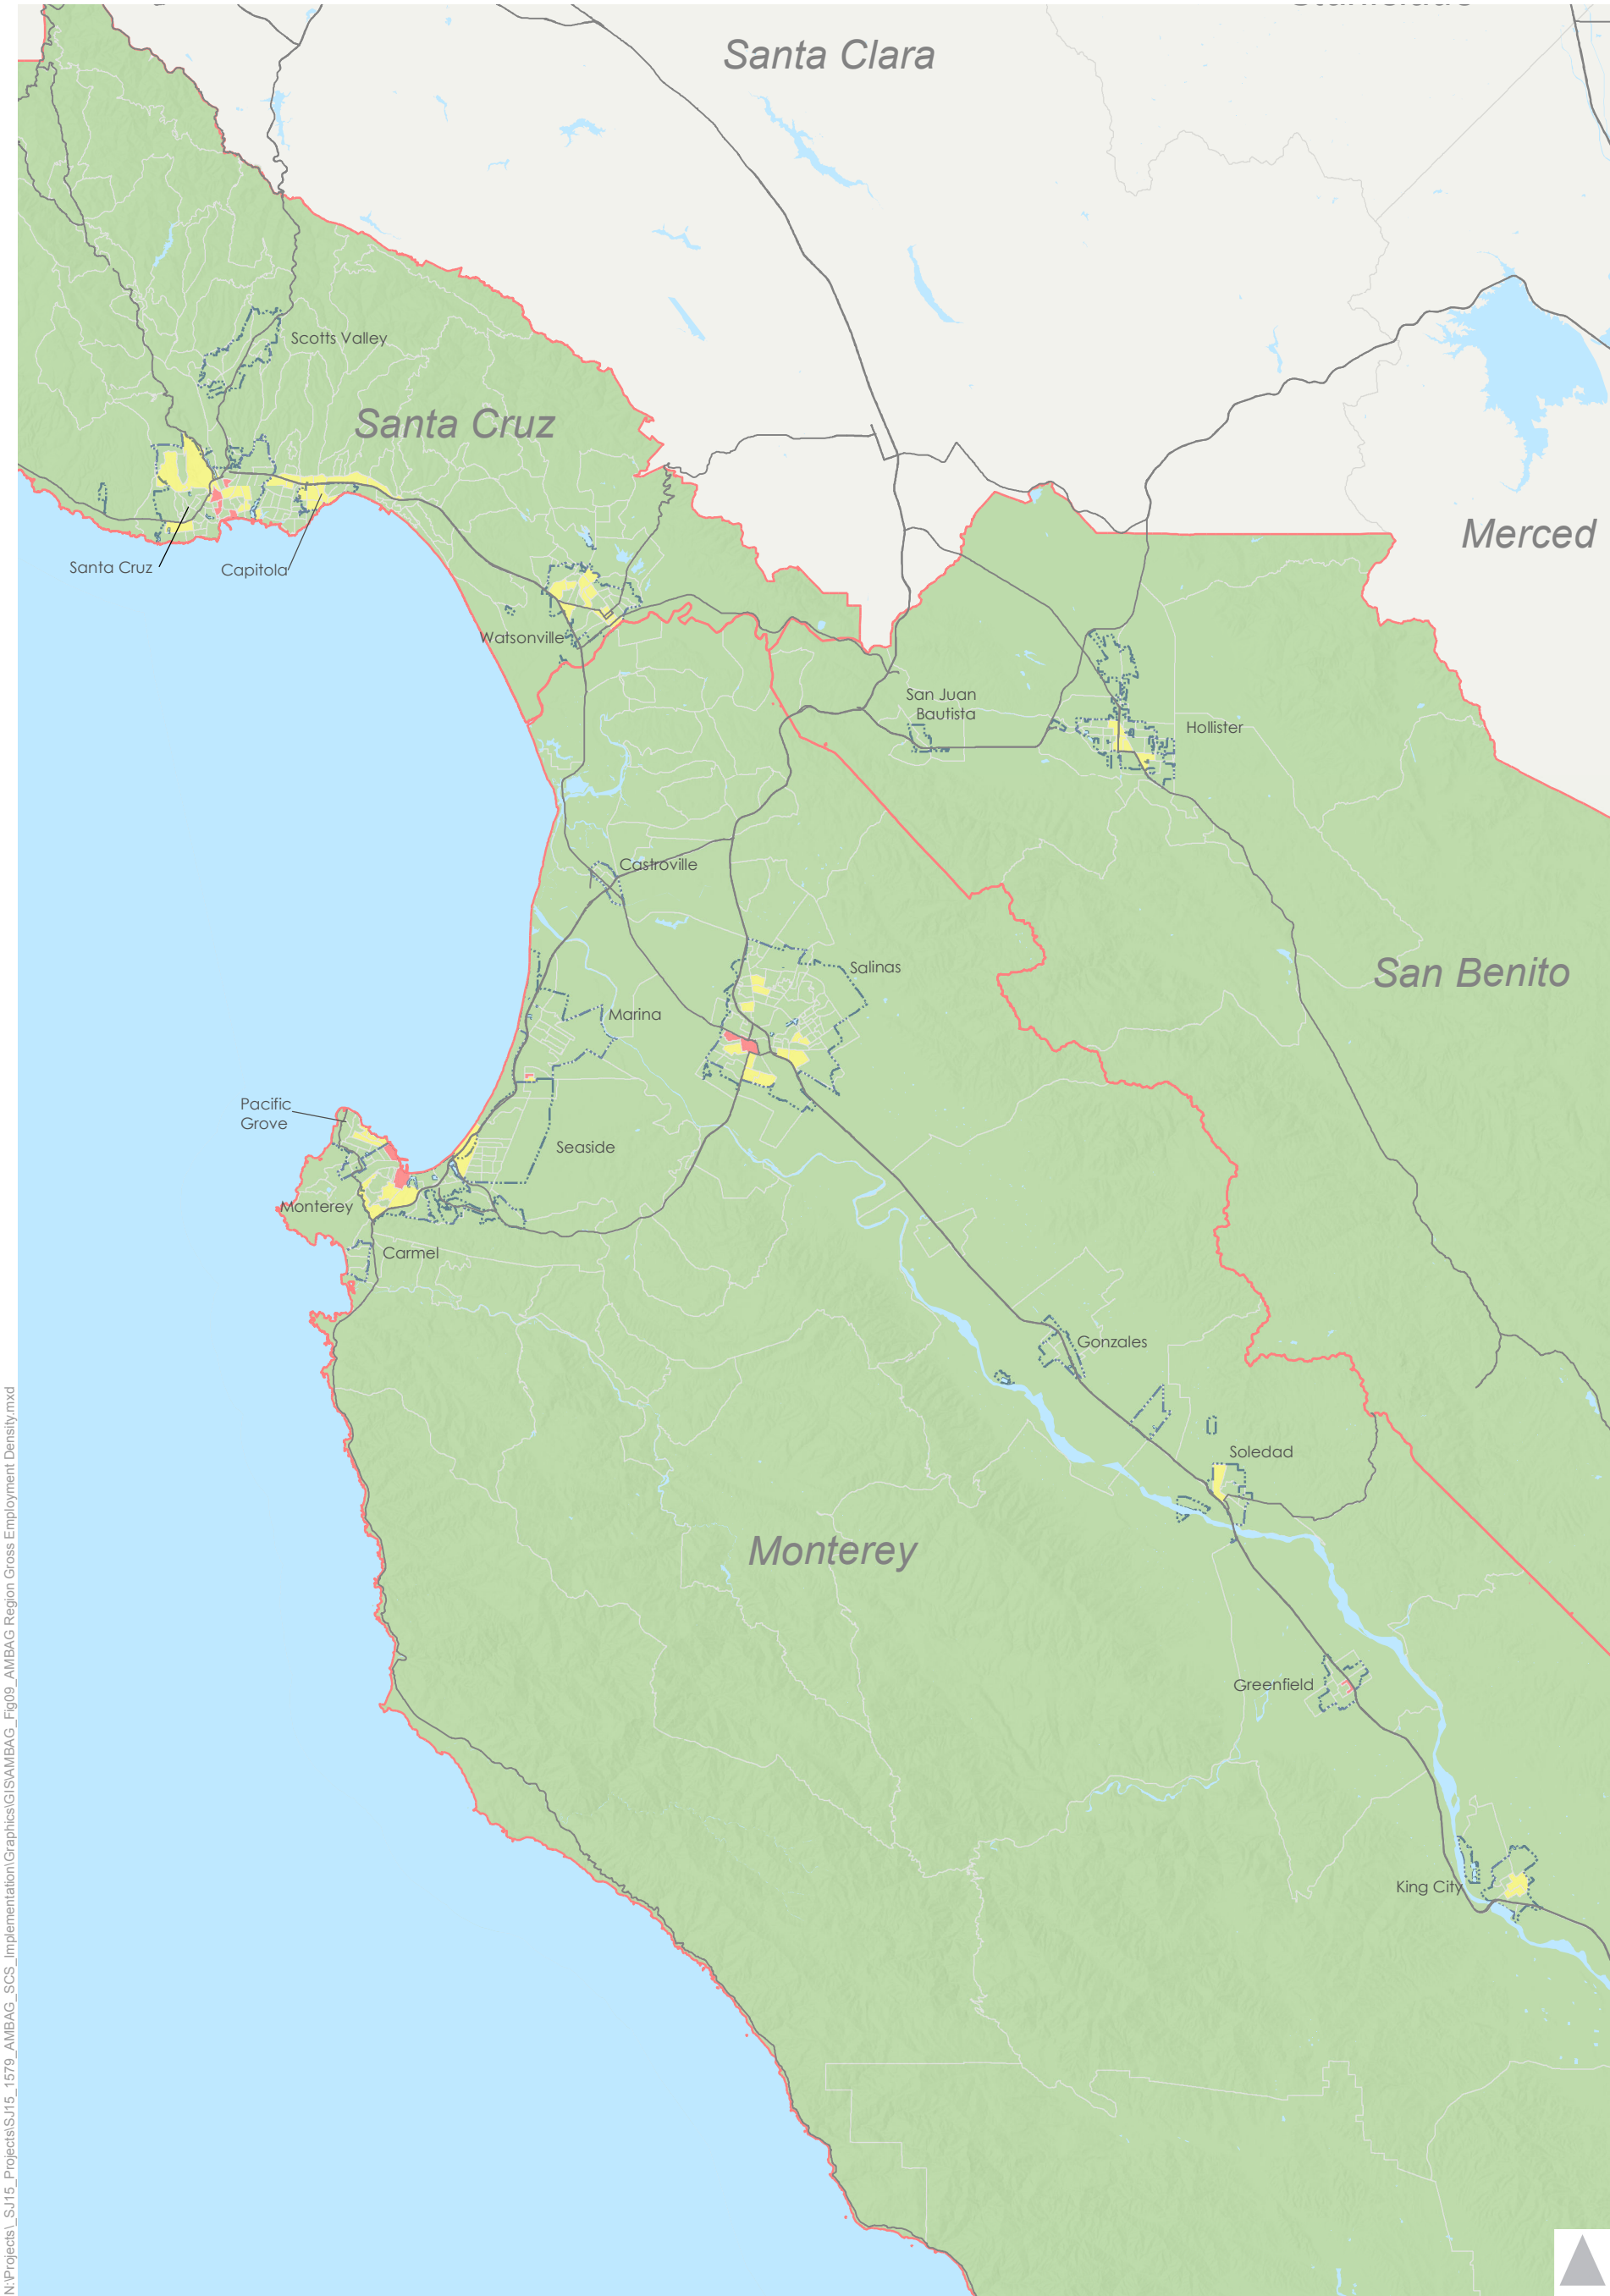 Santa Clara
Scotts Valley
Santa Cruz
Merced
Santa Cruz
Capitola
Watsonville
San Juan
Bautista
Hollister
Castroville
Salinas
San Benito
Marina
Pacific
Grove
Seaside
Monterey
Carmel
Gonzales
Soledad
Monterey
Greenfield
King City
N:\Projects\_SJ15_Projects\SJ15_1579_AMBAG_SCS_Implementation\Graphics\GIS\AMBAG_Fig09_AMBAG Region Gross Employment Density.mxd